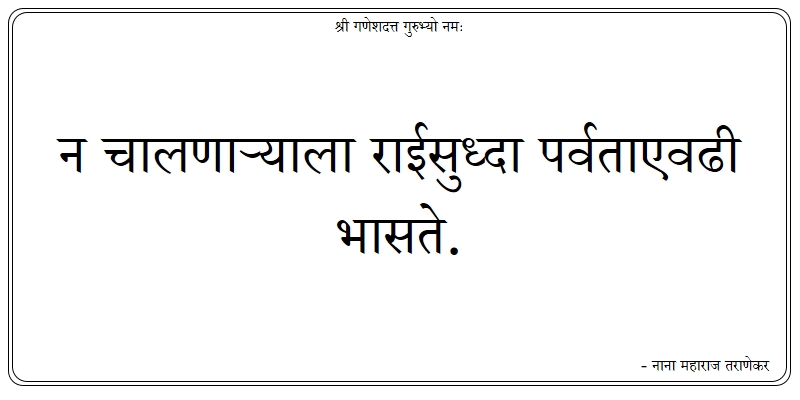 श्री गणेशदत्त गुरुभ्यो नमः
न चालणाऱ्याला राईसुध्दा पर्वताएवढी
भासते.
- नाना महाराज तराणेकर